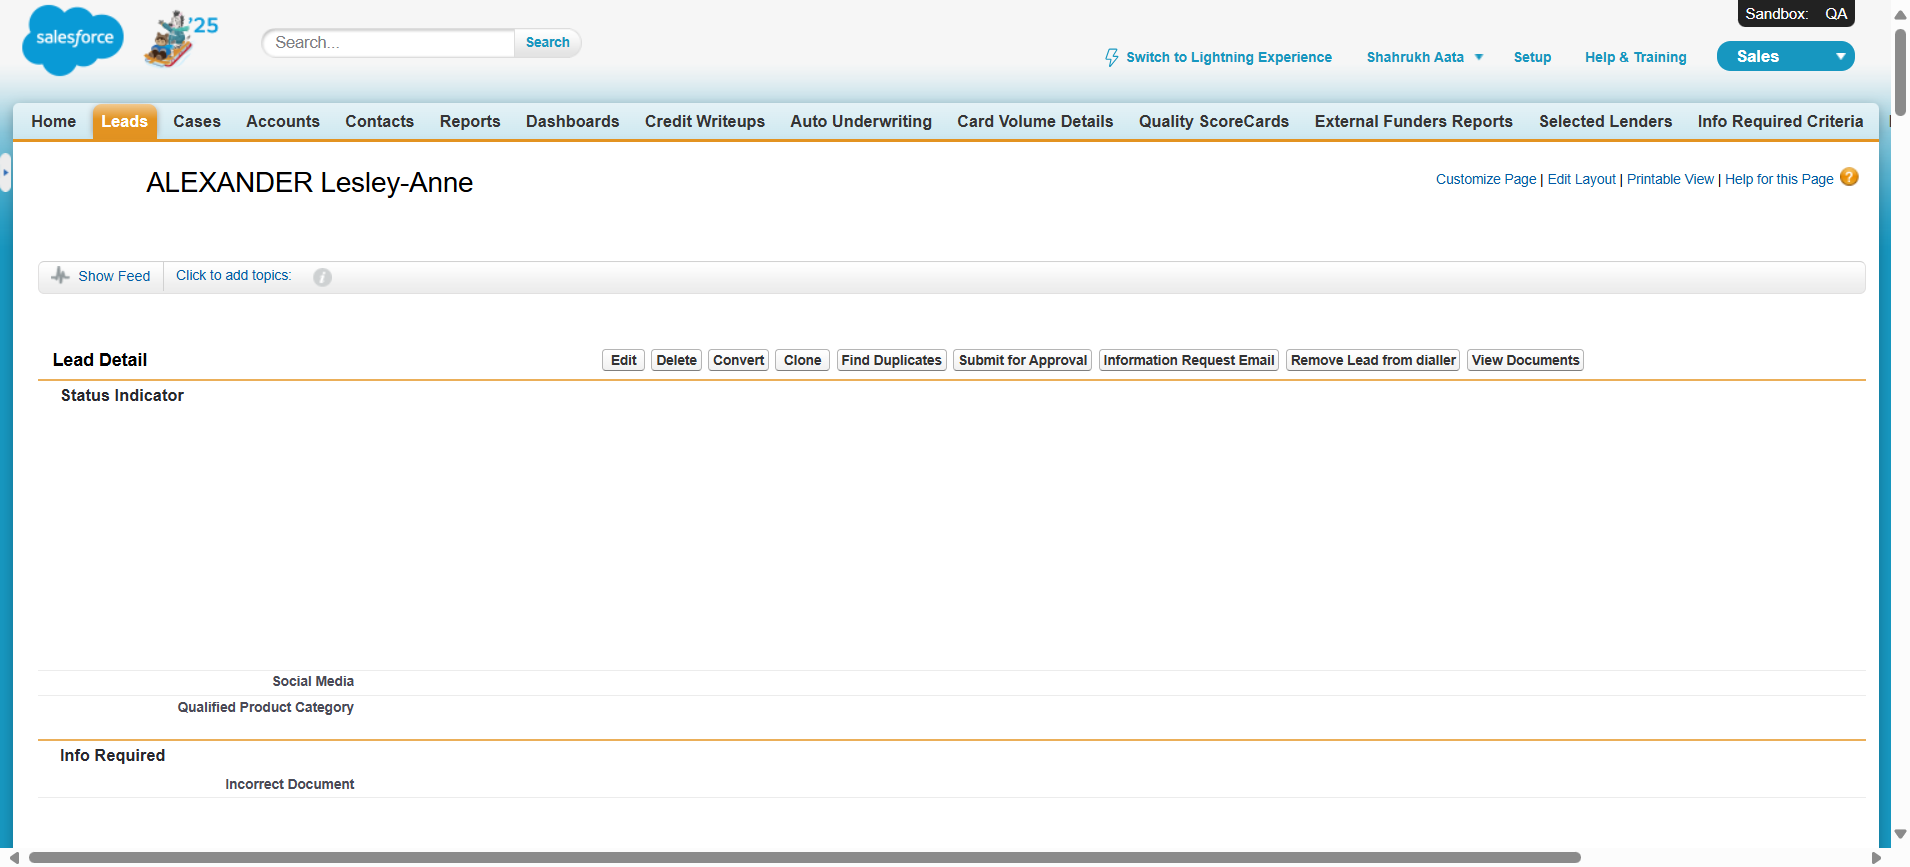 Sandbox: QA
salesforce
'25
Search...
Search
Switch to Lightning Experience
Shahrukh Aata
Setup
Help & Training
Sales
Home
Leads
Cases
Accounts
Contacts
Reports
Dashboards
Credit Writeups
Auto Underwriting
Card Volume Details
Quality ScoreCards
External Funders Reports
Selected Lenders
Info Required Criteria
ALEXANDER Lesley-Anne
Customize Page | Edit Layout | Printable View | Help for this Page ?
Show Feed
Click to add topics:
i
Lead Detail
Edit
Delete
Convert
Clone
Find Duplicates
Submit for Approval
Information Request Email
Remove Lead from dialler
View Documents
Status Indicator
Social Media
Qualified Product Category
Info Required
Incorrect Document